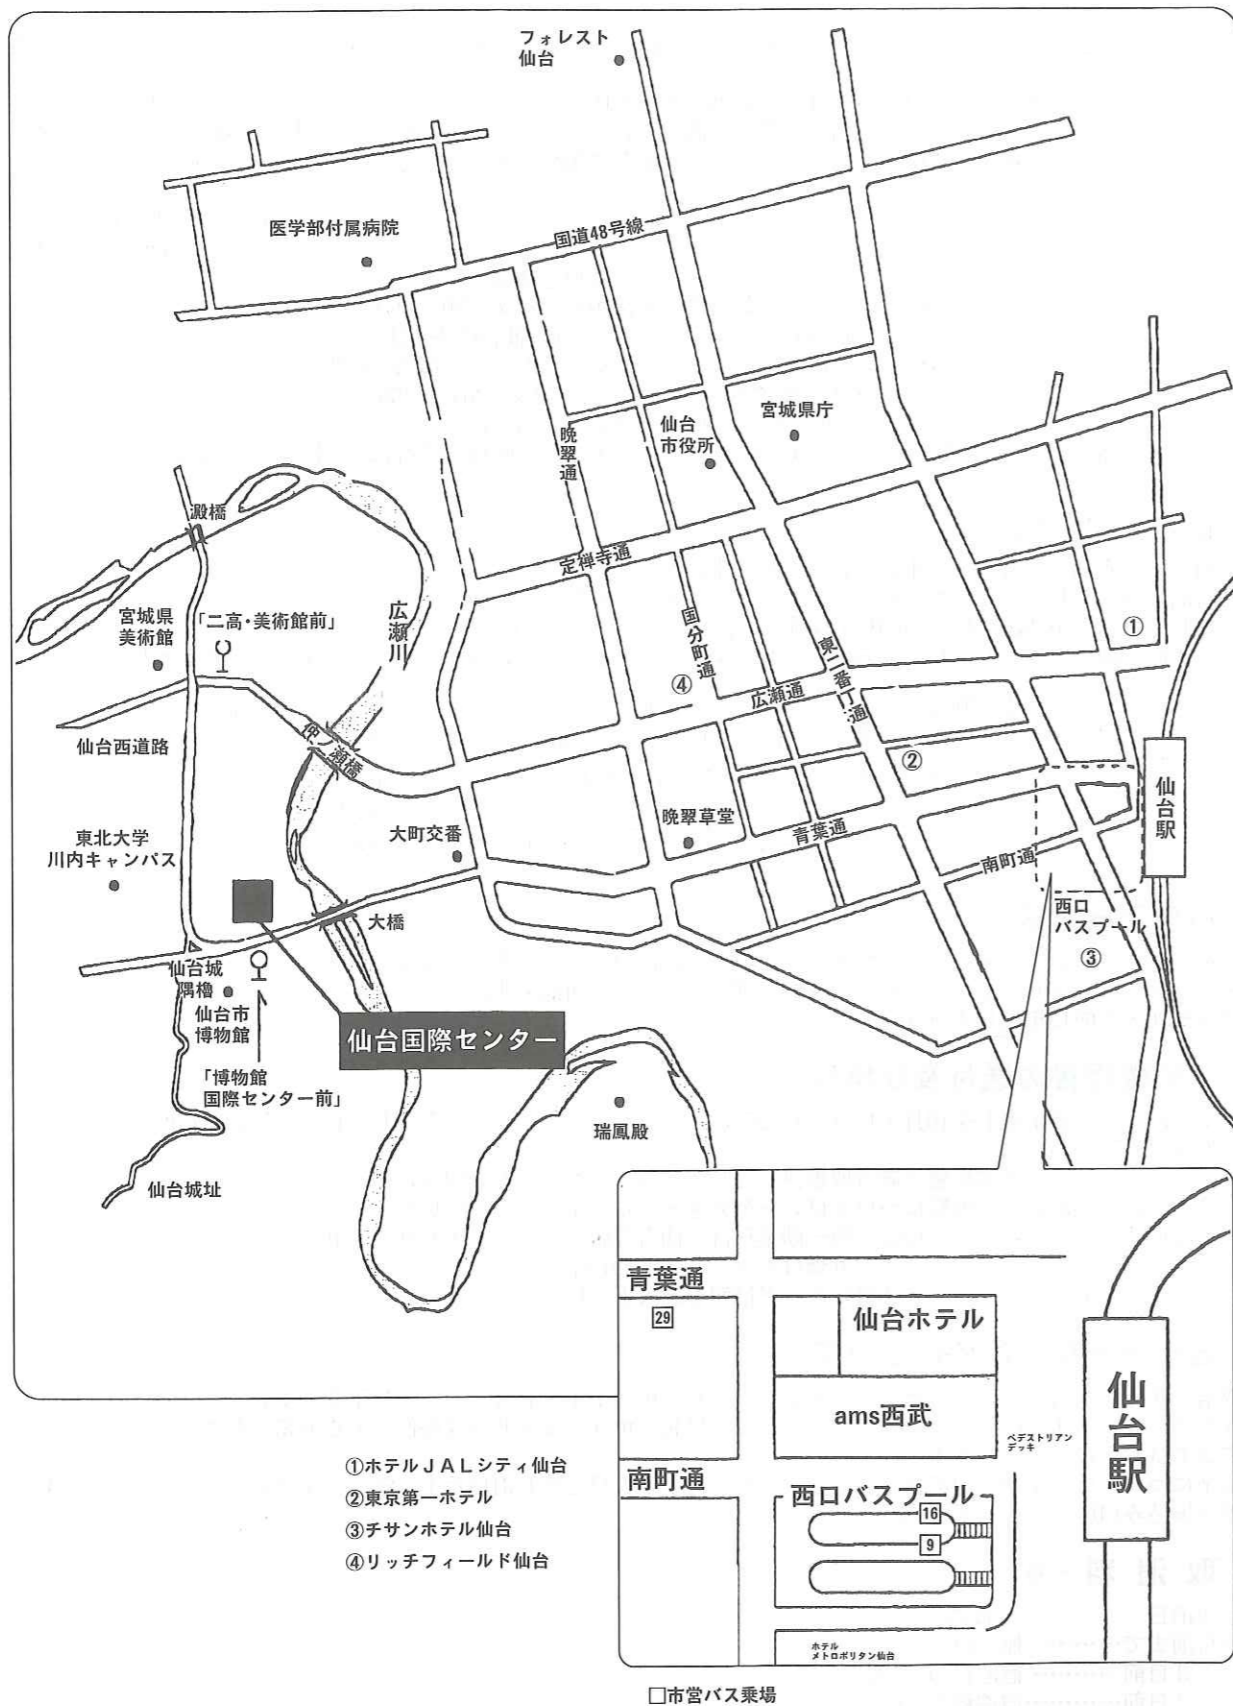 フォレスト
仙台
医学部付属病院
国道48号線
宮城県庁
仙台
市役所
晩翠通
澱橋
定禅寺通
宮城県
美術館
「二高・美術館前」
広瀬川
国分町通
東二番丁通
①
④
広瀬通
仙台西道路
仲ノ瀬橋
②
仙台駅
東北大学
川内キャンパス
大町交番
晩翠草堂
青葉通
南町通
大橋
西口
バスプール
③
仙台城
隅櫓
仙台市
博物館
仙台国際センター
「博物館
国際センター前」
瑞鳳殿
仙台城址
青葉通
29
仙台ホテル
ams西武
ペデストリアン
デッキ
仙台駅
南町通
西口バスプール
16
9
ホテル
メトロポリタン仙台
①ホテルJALシティ仙台
②東京第一ホテル
③チサンホテル仙台
④リッチフィールド仙台
□市営バス乗場